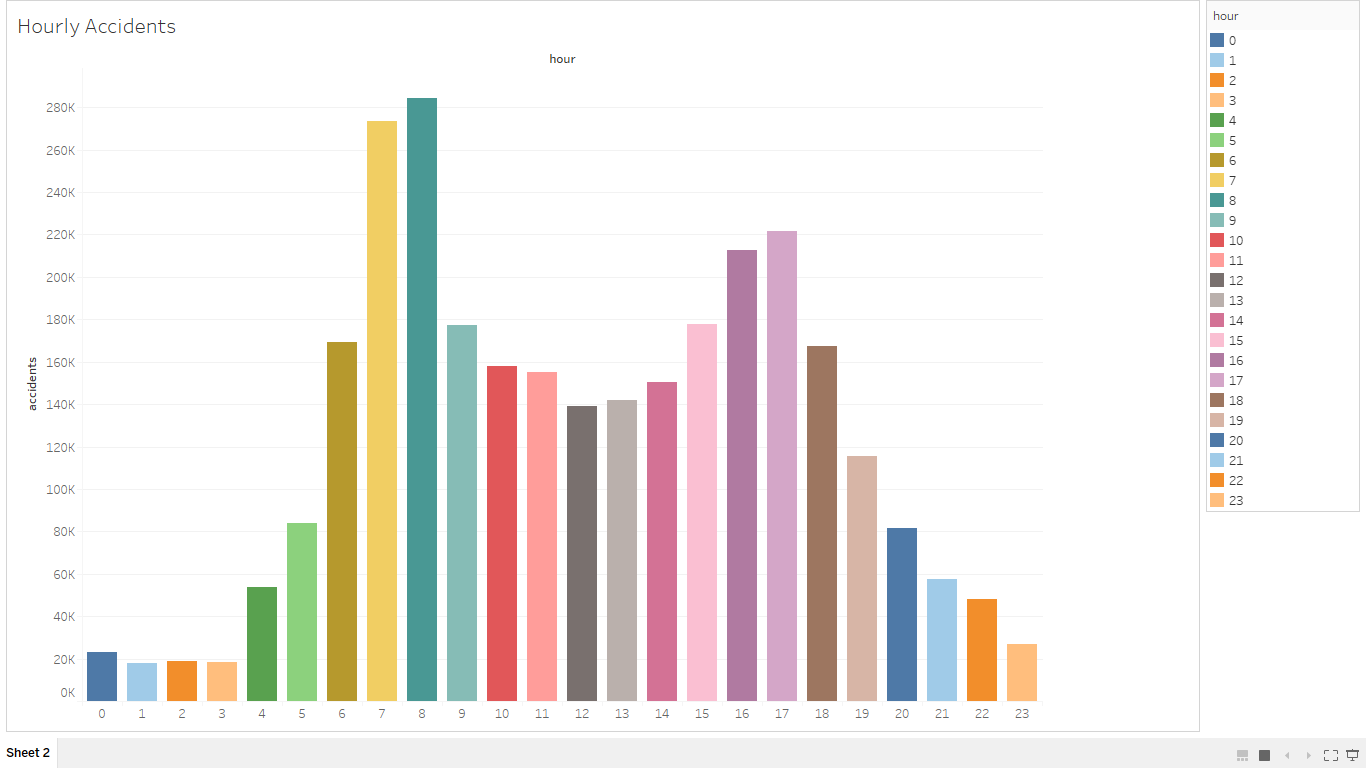 Hourly Accidents
hour
280K
260K
240K
220K
200K
180K
160K
140K
120K
100K
80K
60K
40K
20K
0K
accidents
0 1 2 3 4 5 6 7 8 9 10 11 12 13 14 15 16 17 18 19 20 21 22 23
hour
0
1
2
3
4
5
6
7
8
9
10
11
12
13
14
15
16
17
18
19
20
21
22
23
Sheet 2